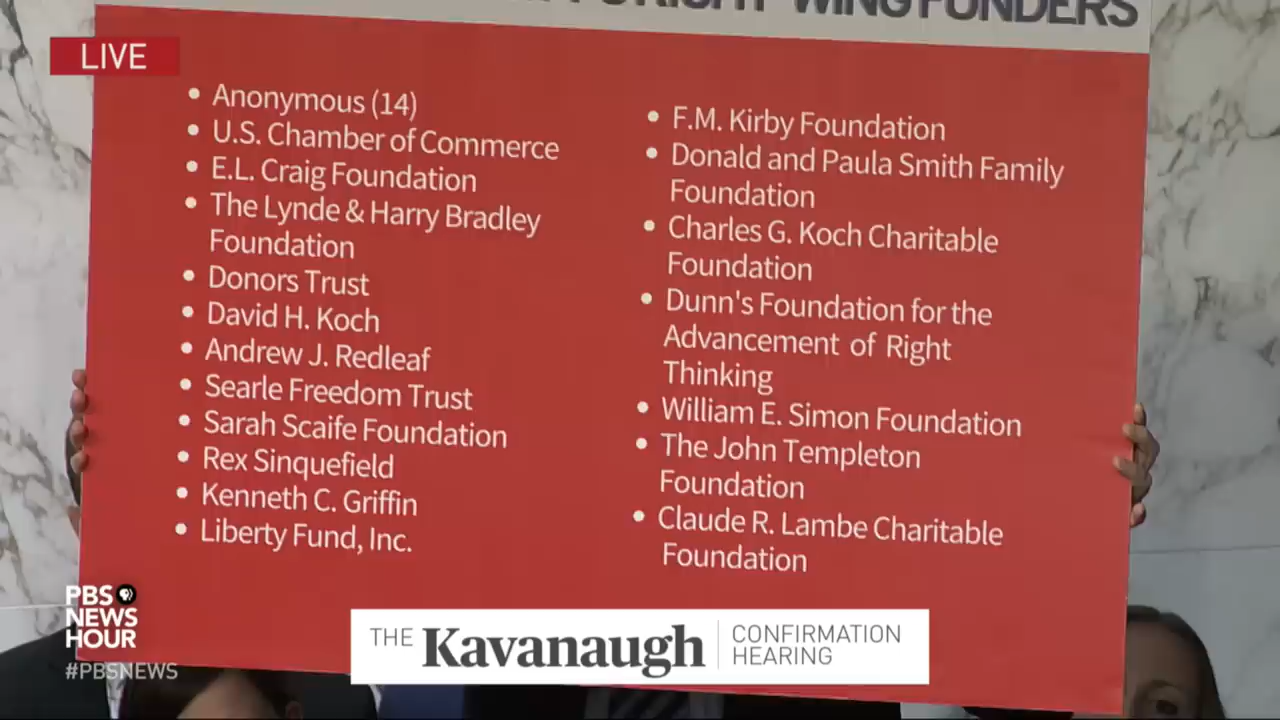 RIGHT-WING FUNDERS
LIVE
• Anonymous (14)
• U.S. Chamber of Commerce
• E.L. Craig Foundation
• The Lynde & Harry Bradley
Foundation
• Donors Trust
• David H. Koch
• Andrew J. Redleaf
• Searle Freedom Trust
• Sarah Scaife Foundation
• Rex Sinquefield
• Kenneth C. Griffin
• Liberty Fund, Inc.
• F.M. Kirby Foundation
• Donald and Paula Smith Family
Foundation
• Charles G. Koch Charitable
Foundation
• Dunn's Foundation for the
Advancement of Right
Thinking
• William E. Simon Foundation
• The John Templeton
Foundation
• Claude R. Lambe Charitable
Foundation
PBS
NEWS
HOUR
#PBSNEWS
THE Kavanaugh
CONFIRMATION
HEARING